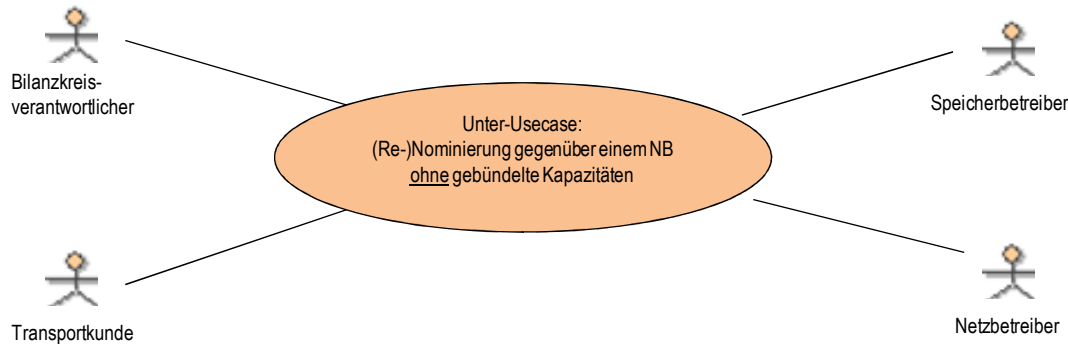 Bilanzkreis-
verantwortlicher
Speicherbetreiber
Unter-Usecase:
(Re-)Nominierung gegenüber einem NB
ohne gebündelte Kapazitäten
Transportkunde
Netzbetreiber